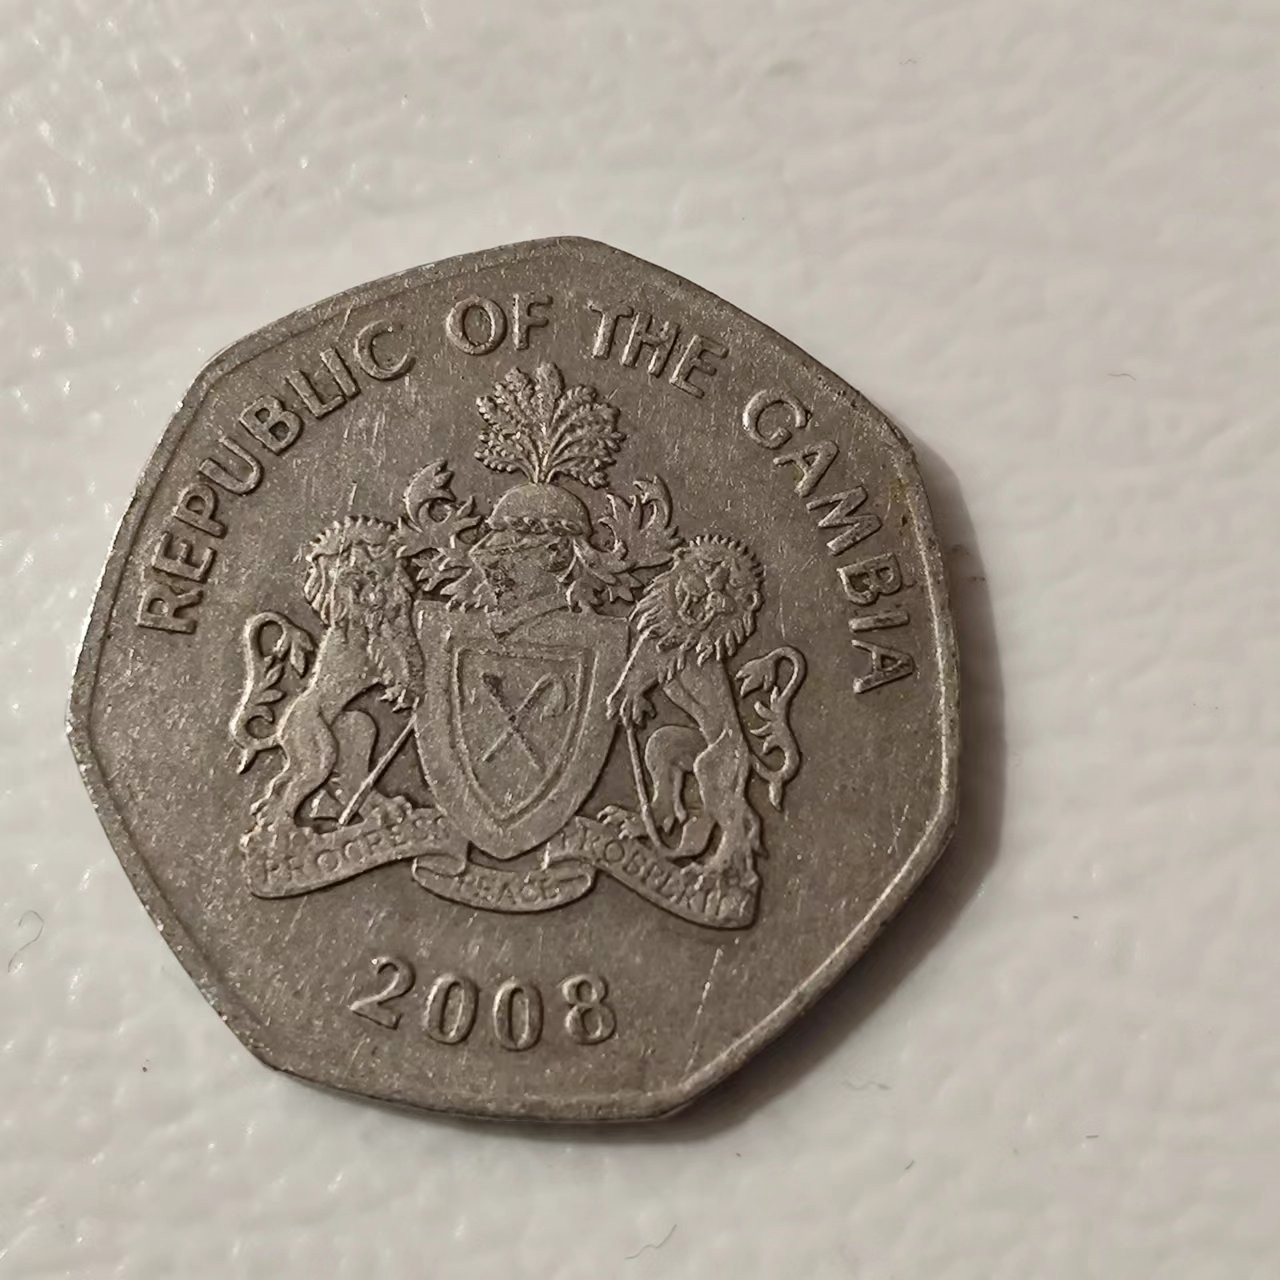 REPUBLIC OF THE GAMBIA
PROGRESS PEACE PROSPERITY
2008